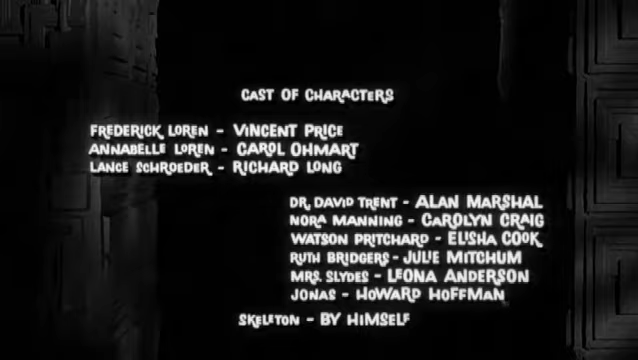 CAST OF CHARACTERS
FREDERICK LOREN - VINCENT PRICE
ANNABELLE LOREN - CAROL OHMART
LANCE SCHROEDER - RICHARD LONG
DR. DAVID TRENT - ALAN MARSHAL
NORA MANNING - CAROLYN CRAIG
WATSON PRITCHARD - ELISHA COOK
RUTH BRIDGERS - JULIE MITCHUM
MRS. SLYDES - LEONA ANDERSON
JONAS - HOWARD HOFFMAN
SKELETON - BY HIMSELF